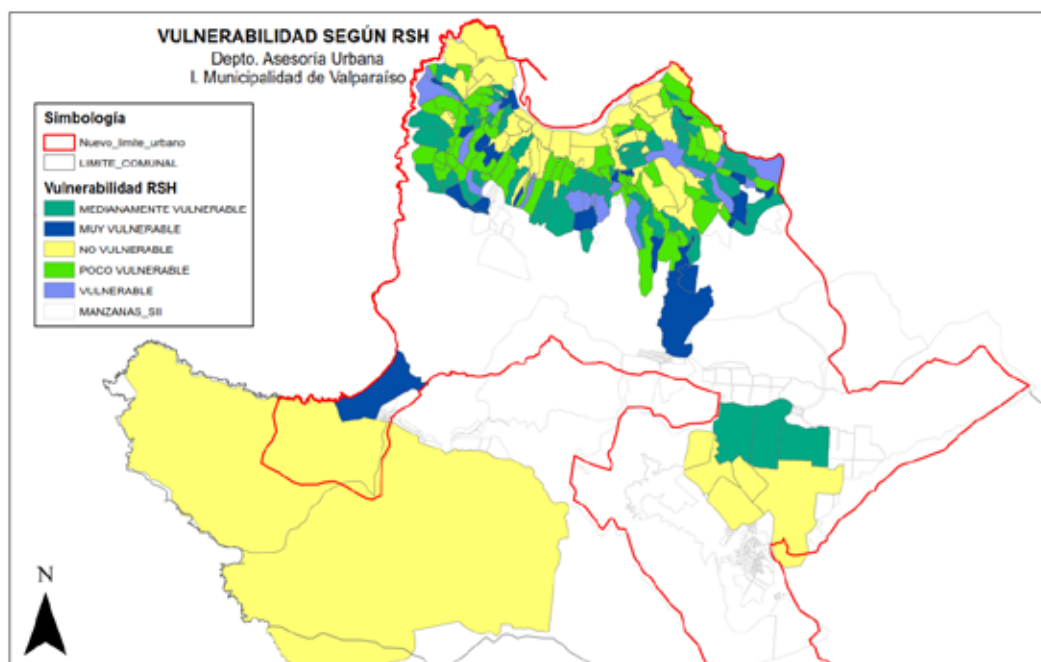 VULNERABILIDAD SEGÚN RSH
Depto. Asesoría Urbana
I. Municipalidad de Valparaíso
Simbología
Nuevo_limite_urbano
LIMITE_COMUNAL
Vulnerabilidad RSH
MEDIANAMENTE VULNERABLE
MUY VULNERABLE
NO VULNERABLE
POCO VULNERABLE
VULNERABLE
MANZANAS_SII
N